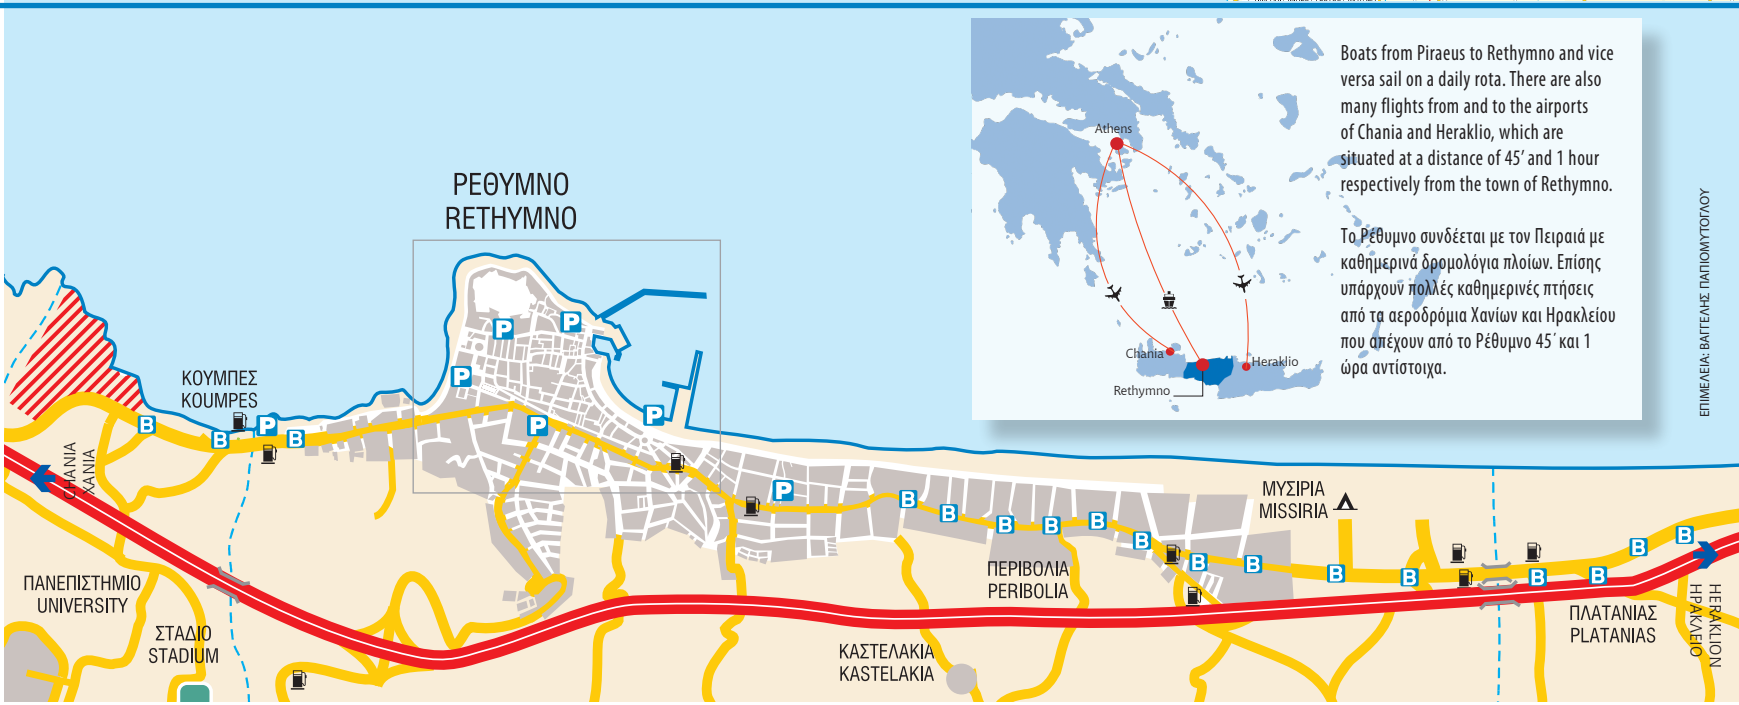 Boats from Piraeus to Rethymno and vice
versa sail on a daily rota. There are also
many flights from and to the airports
of Chania and Heraklio, which are
situated at a distance of 45’ and 1 hour
respectively from the town of Rethymno.
Το Ρέθυμνο συνδέεται με τον Πειραιά με
καθημερινά δρομολόγια πλοίων. Επίσης
υπάρχουν πολλές καθημερινές πτήσεις
από τα αεροδρόμια Χανίων και Ηρακλείου
που απέχουν από το Ρέθυμνο 45΄ και 1
ώρα αντίστοιχα.
Athens
Chania
Heraklio
Rethymno
ΕΠΙΜΕΛΕΙΑ: ΒΑΓΓΕΛΗΣ ΠΑΠΙΟΜΥΤΟΓΛΟΥ
ΡΕΘΥΜΝΟ
RETHYMNO
P
P
P
P
P
P
P
ΚΟΥΜΠΕΣ
KOUMPES
B
B
B
CHANIA
ΧΑΝΙΑ
ΠΑΝΕΠΙΣΤΗΜΙΟ
UNIVERSITY
ΣΤΑΔΙΟ
STADIUM
B
B
B
B
B
B
B
B
B
B
B
B
B
B
ΠΕΡΙΒΟΛΙΑ
PERIBOLIA
ΚΑΣΤΕΛΑΚΙΑ
KASTELAKIA
ΜΥΣΙΡΙΑ
MISSIRIA
ΠΛΑΤΑΝΙΑΣ
PLATANIAS
HERAKLION
ΗΡΑΚΛΕΙΟ